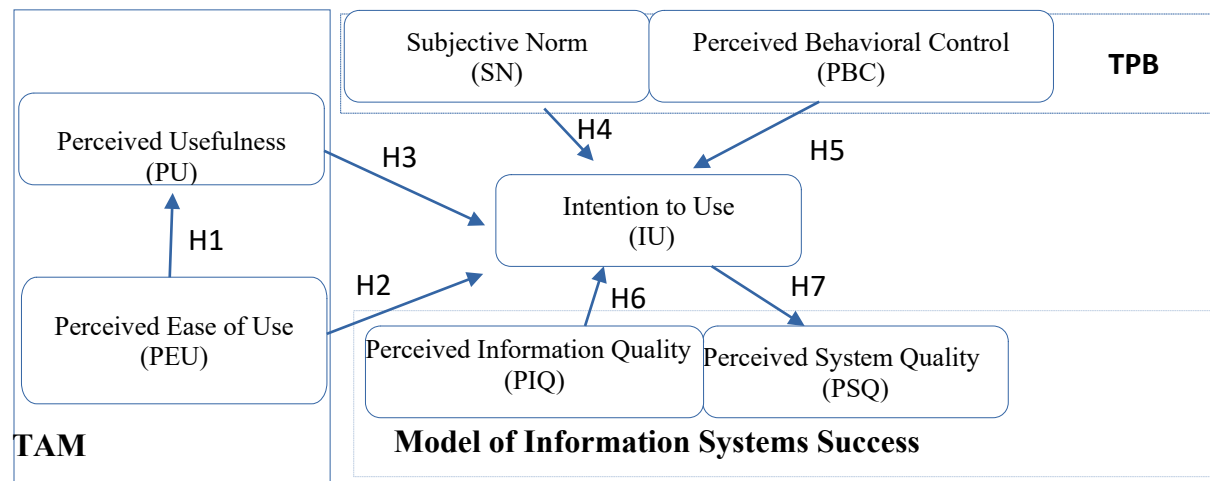 Subjective Norm
(SN)
Perceived Behavioral Control
(PBC)
TPB
Perceived Usefulness
(PU)
H3
H4
H5
Intention to Use
(IU)
H1
H2
H6
H7
Perceived Ease of Use
(PEU)
Perceived Information Quality
(PIQ)
Perceived System Quality
(PSQ)
TAM
Model of Information Systems Success